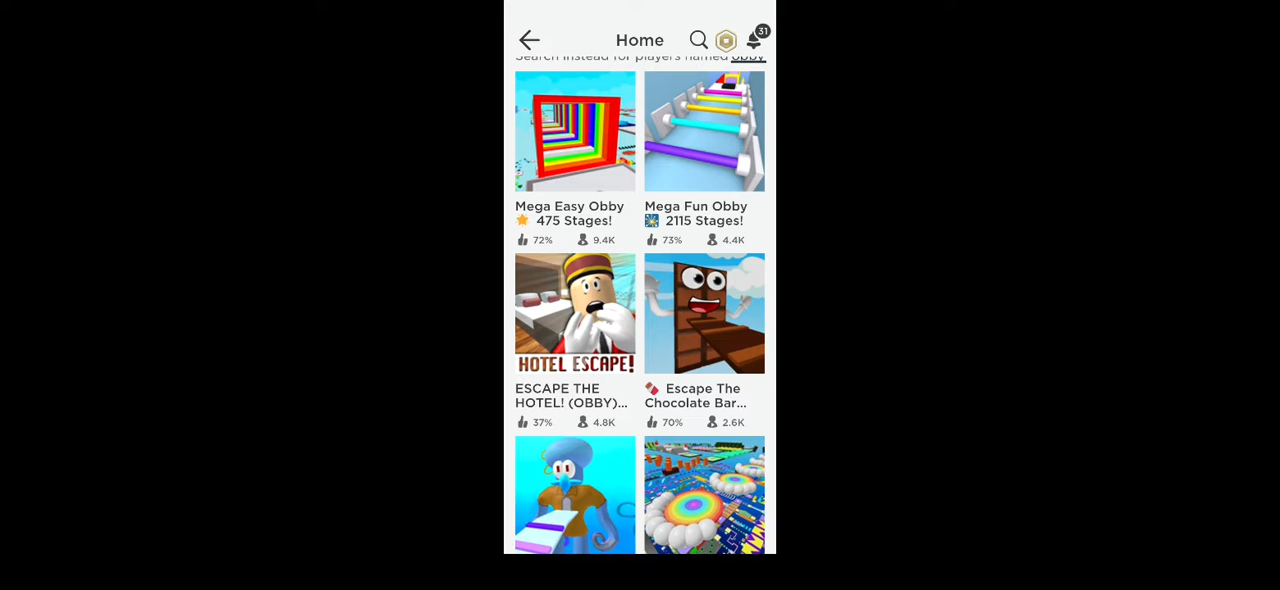 31
Home
Search instead for players named obby
HOTEL ESCAPE!
Mega Easy Obby
⭐ 475 Stages!
72% 9.4K
Mega Fun Obby
🎆 2115 Stages!
73% 4.4K
ESCAPE THE
HOTEL! (OBBY)...
37% 4.8K
🍫 Escape The
Chocolate Bar...
70% 2.6K